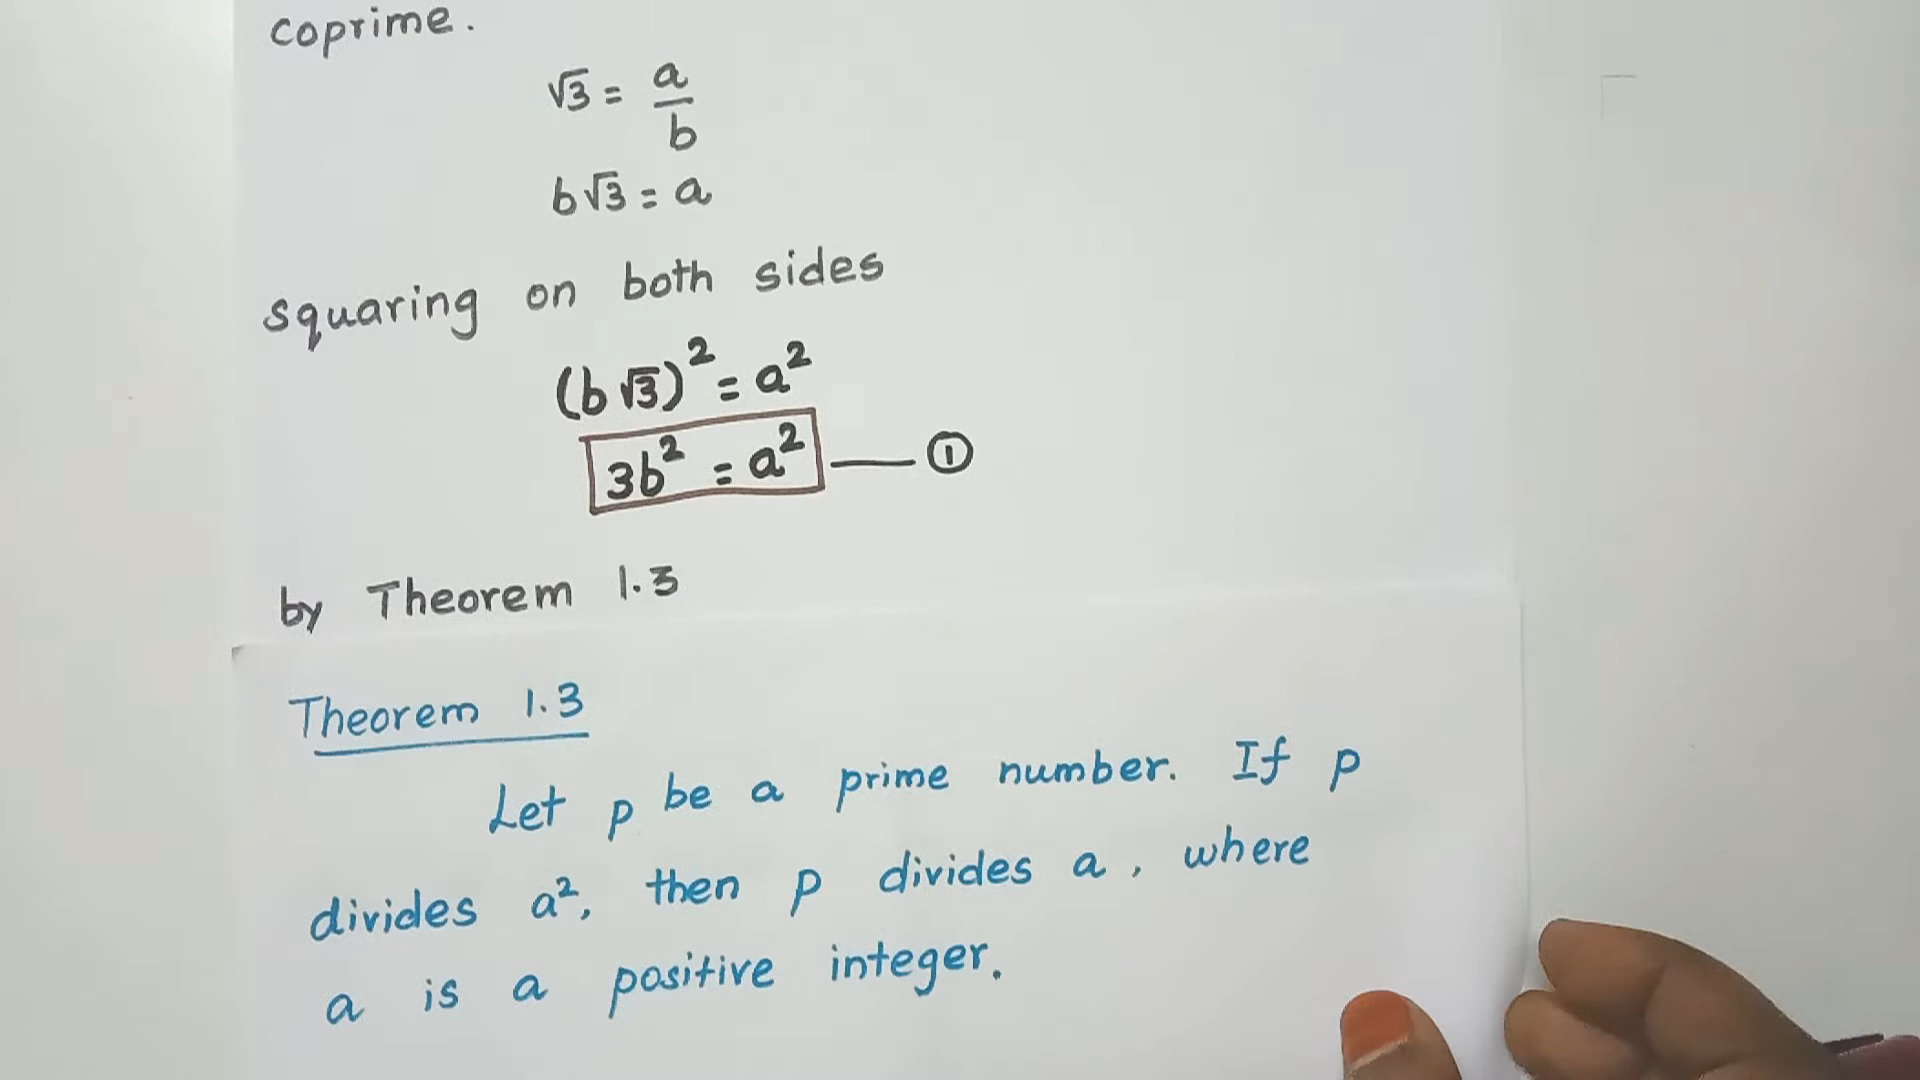 coprime.
√3 = a/b
b√3 = a
squaring on both sides
(b√3)² = a²
3b² = a² —— ①
by Theorem 1.3
Theorem 1.3
Let p be a prime number. If p
divides a², then p divides a, where
a is a positive integer.